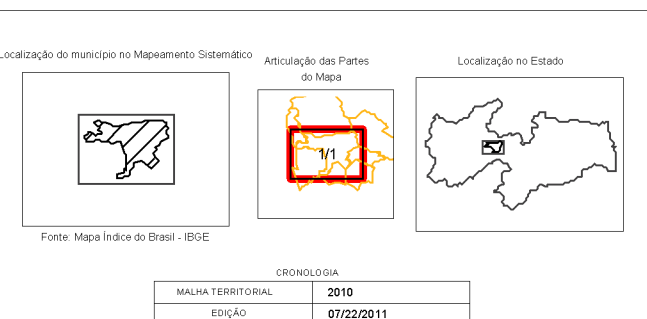 Localização do município no Mapeamento Sistemático
Articulação das Partes
do Mapa
Localização no Estado
1/1
Fonte: Mapa Índice do Brasil - IBGE
CRONOLOGIA
MALHA TERRITORIAL 2010
EDIÇÃO 07/22/2011